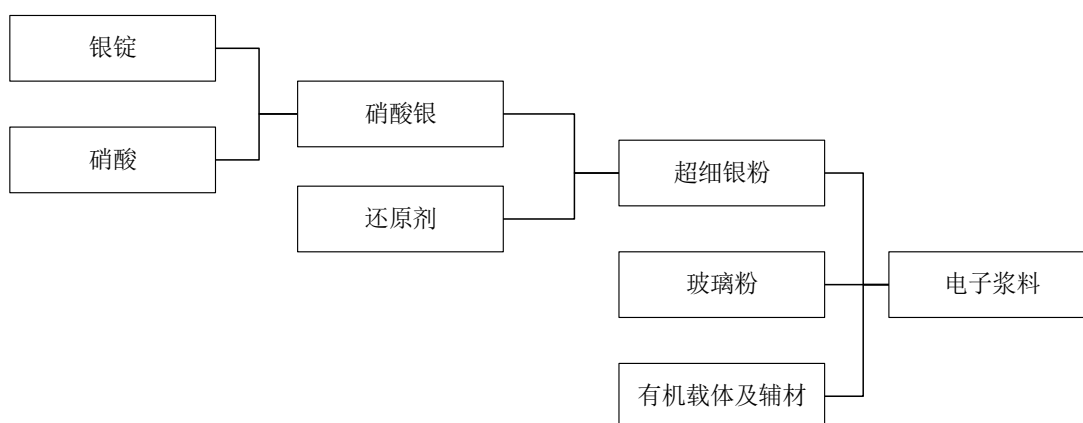 银锭
硝酸
硝酸银
还原剂
超细银粉
玻璃粉
有机载体及辅材
电子浆料